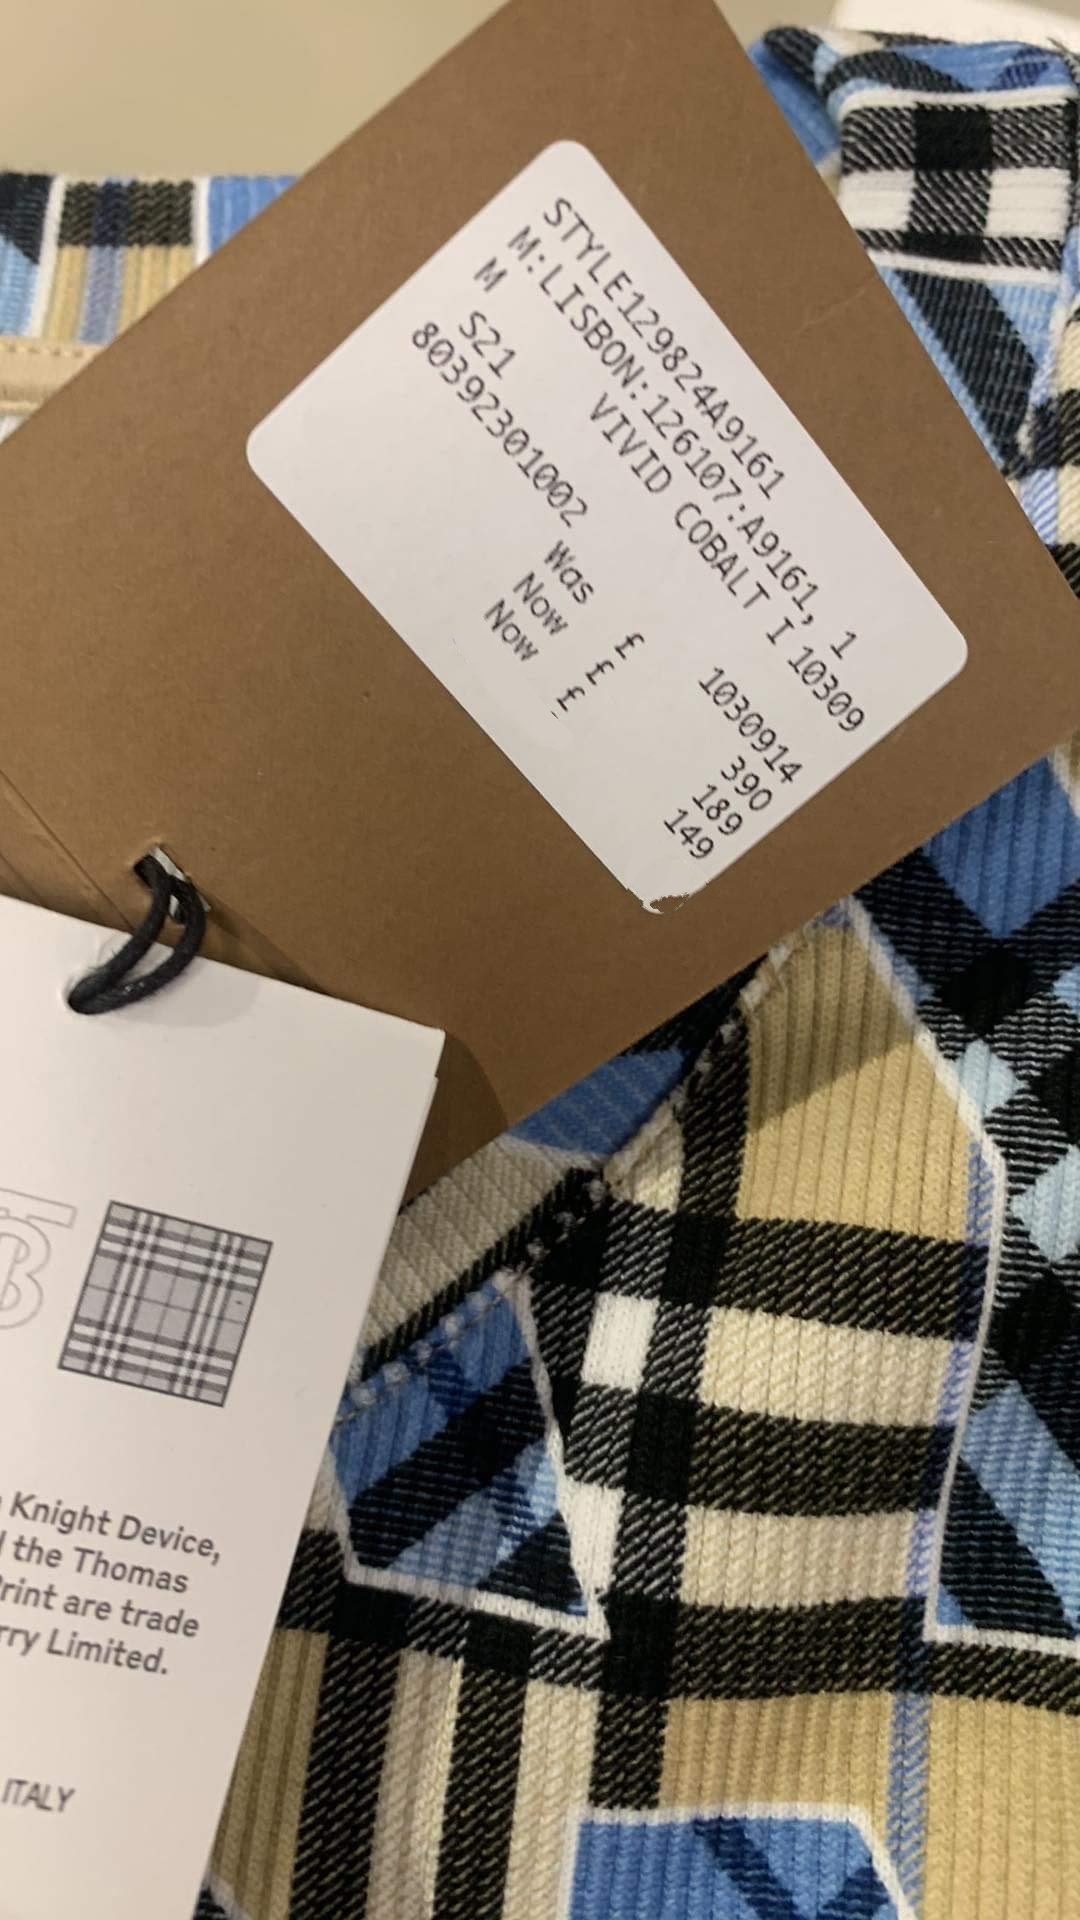 STYLE129824A9161
M:LISBON:126107:A9161, 1
M VIVID COBALT I 10309
S21
80392301002 1030914
Was £ 390
Now £ 189
Now £ 149
Knight Device,
the Thomas
Print are trade
rry Limited.
ITALY